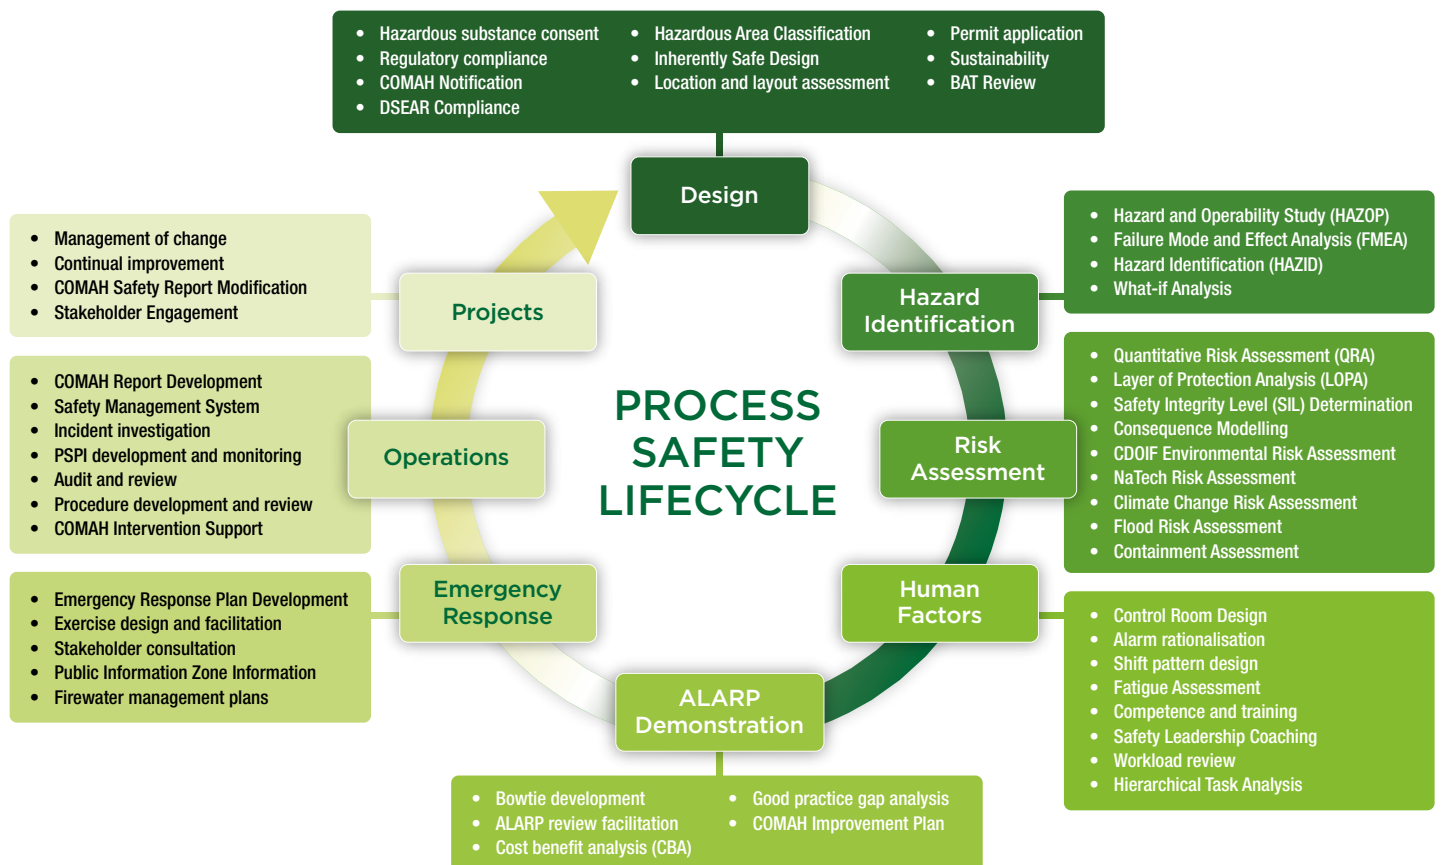 • Hazardous substance consent
• Regulatory compliance
• COMAH Notification
• DSEAR Compliance
• Hazardous Area Classification
• Inherently Safe Design
• Location and layout assessment
• Permit application
• Sustainability
• BAT Review
Design
• Hazard and Operability Study (HAZOP)
• Failure Mode and Effect Analysis (FMEA)
• Hazard Identification (HAZID)
• What-if Analysis
Hazard
Identification
• Quantitative Risk Assessment (QRA)
• Layer of Protection Analysis (LOPA)
• Safety Integrity Level (SIL) Determination
• Consequence Modelling
• CDOIF Environmental Risk Assessment
• NaTech Risk Assessment
• Climate Change Risk Assessment
• Flood Risk Assessment
• Containment Assessment
Risk
Assessment
• Control Room Design
• Alarm rationalisation
• Shift pattern design
• Fatigue Assessment
• Competence and training
• Safety Leadership Coaching
• Workload review
• Hierarchical Task Analysis
Human
Factors
ALARP
Demonstration
• Bowtie development
• ALARP review facilitation
• Cost benefit analysis (CBA)
• Good practice gap analysis
• COMAH Improvement Plan
Emergency
Response
• Emergency Response Plan Development
• Exercise design and facilitation
• Stakeholder consultation
• Public Information Zone Information
• Firewater management plans
Operations
• COMAH Report Development
• Safety Management System
• Incident investigation
• PSPI development and monitoring
• Audit and review
• Procedure development and review
• COMAH Intervention Support
Projects
• Management of change
• Continual improvement
• COMAH Safety Report Modification
• Stakeholder Engagement
PROCESS
SAFETY
LIFECYCLE